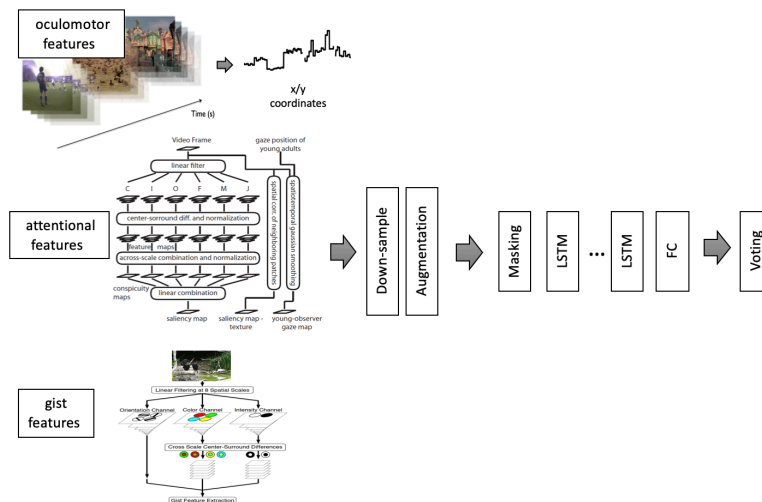 oculomotor
features
x/y
coordinates
Time (s)
Video Frame
gaze position of
young adults
linear filter
C I O F M J
center-sorround diff. and normalization
feature maps
across-scale combination and normalization
conspicuity
maps
linear combination
saliency map
saliency map -
texture
young-observer
gaze map
spatial corr. of neighboring patches
spatiotemporal gaussian smoothing
attentional
features
Down-sample
Augmentation
Masking
LSTM
...
LSTM
FC
Voting
gist
features
Linear Filtering at 8 Spatial Scales
Orientation Channel
Color Channel
Intensity Channel
Cross Scale Center-Surround Differences
Gist Feature Extraction